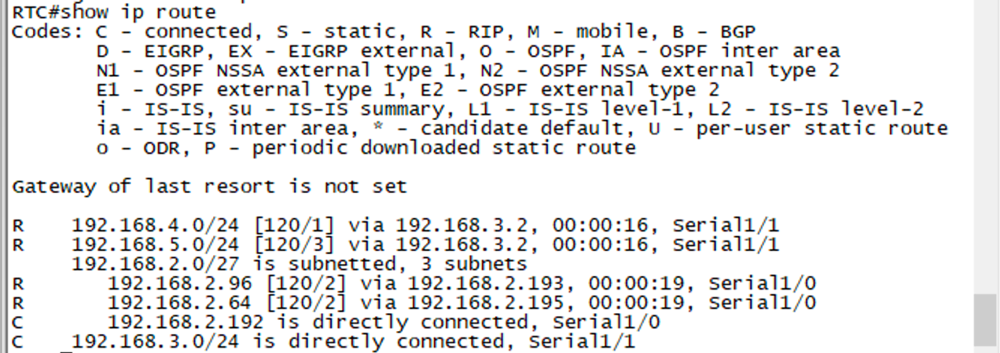 RTC#show ip route
Codes: C - connected, S - static, R - RIP, M - mobile, B - BGP
D - EIGRP, EX - EIGRP external, O - OSPF, IA - OSPF inter area
N1 - OSPF NSSA external type 1, N2 - OSPF NSSA external type 2
E1 - OSPF external type 1, E2 - OSPF external type 2
i - IS-IS, su - IS-IS summary, L1 - IS-IS level-1, L2 - IS-IS level-2
ia - IS-IS inter area, * - candidate default, U - per-user static route
o - ODR, P - periodic downloaded static route
Gateway of last resort is not set
R 192.168.4.0/24 [120/1] via 192.168.3.2, 00:00:16, Serial1/1
R 192.168.5.0/24 [120/3] via 192.168.3.2, 00:00:16, Serial1/1
192.168.2.0/27 is subnetted, 3 subnets
R 192.168.2.96 [120/2] via 192.168.2.193, 00:00:19, Serial1/0
R 192.168.2.64 [120/2] via 192.168.2.195, 00:00:19, Serial1/0
C 192.168.2.192 is directly connected, Serial1/0
C _192.168.3.0/24 is directly connected, Serial1/1